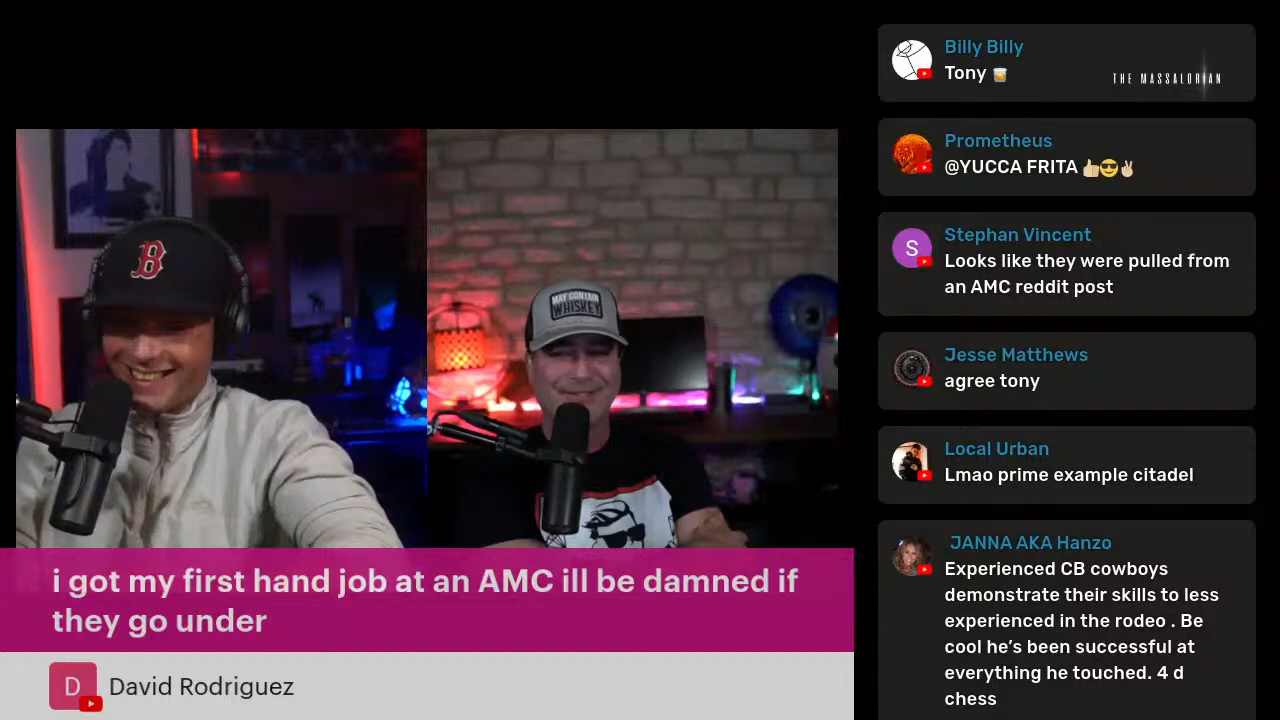 B
MAY CONTAIN
WHISKEY
i got my first hand job at an AMC ill be damned if
they go under
D
David Rodriguez
Billy Billy
Tony 🥃
THE MASSALORIAN
Prometheus
@YUCCA FRITA 👍🏼😎✌🏼
S
Stephan Vincent
Looks like they were pulled from
an AMC reddit post
Jesse Matthews
agree tony
Local Urban
Lmao prime example citadel
JANNA AKA Hanzo
Experienced CB cowboys
demonstrate their skills to less
experienced in the rodeo . Be
cool he’s been successful at
everything he touched. 4 d
chess